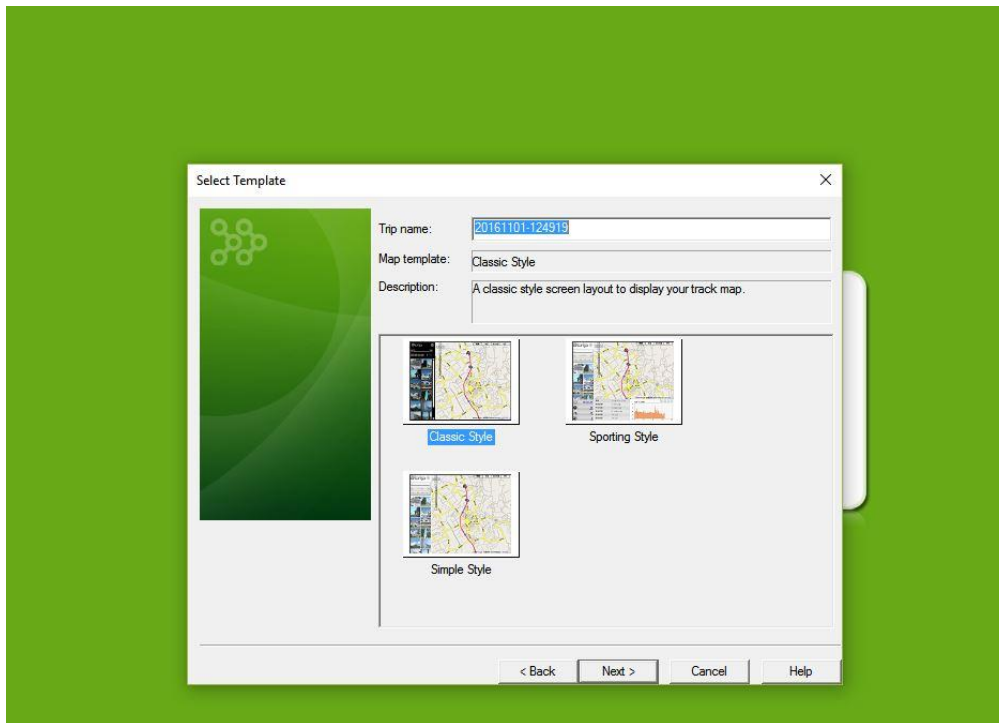 Select Template
Trip name:
20161101-124919
Map template:
Classic Style
Description:
A classic style screen layout to display your track map.
Classic Style
Sporting Style
Simple Style
< Back
Next >
Cancel
Help